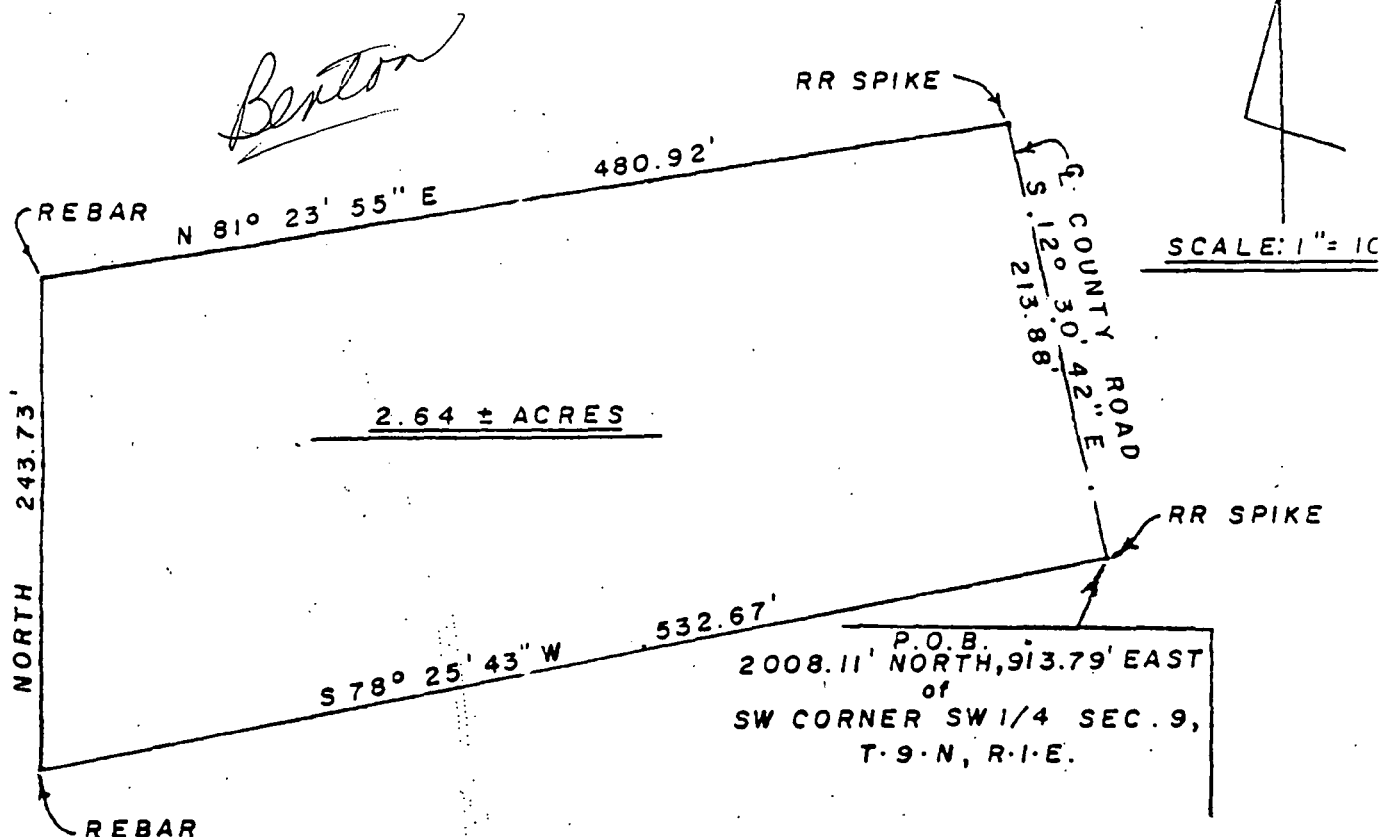 Benton
RR SPIKE
480.92'
N 81° 23' 55" E
REBAR
℄ COUNTY ROAD
S.12° 30' 42" E
213.88'
SCALE: 1"= 10
NORTH 243.73'
2.64 ± ACRES
RR SPIKE
532.67'
S 78° 25' 43" W
P.O.B.
2008.11' NORTH, 913.79' EAST
of
SW CORNER SW 1/4 SEC. 9,
T.9.N, R.1.E.
REBAR